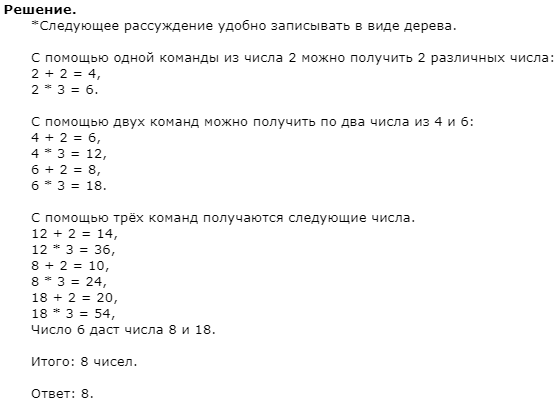 Решение.
*Следующее рассуждение удобно записывать в виде дерева.
С помощью одной команды из числа 2 можно получить 2 различных числа:
2 + 2 = 4,
2 * 3 = 6.
С помощью двух команд можно получить по два числа из 4 и 6:
4 + 2 = 6,
4 * 3 = 12,
6 + 2 = 8,
6 * 3 = 18.
С помощью трёх команд получаются следующие числа.
12 + 2 = 14,
12 * 3 = 36,
8 + 2 = 10,
8 * 3 = 24,
18 + 2 = 20,
18 * 3 = 54,
Число 6 даст числа 8 и 18.
Итого: 8 чисел.
Ответ: 8.